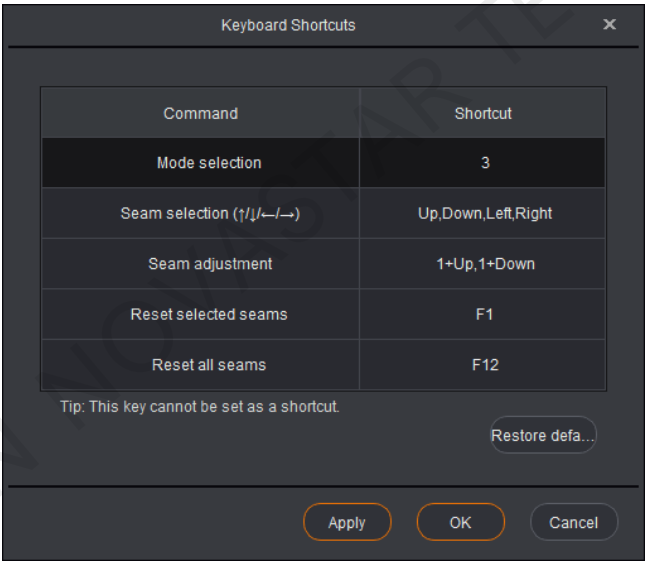 Keyboard Shortcuts ×
Command Shortcut
Mode selection 3
Seam selection (↑/↓/←/→) Up,Down,Left,Right
Seam adjustment 1+Up,1+Down
Reset selected seams F1
Reset all seams F12
Tip: This key cannot be set as a shortcut.
Restore defa...
Apply OK Cancel
NOVASTAR